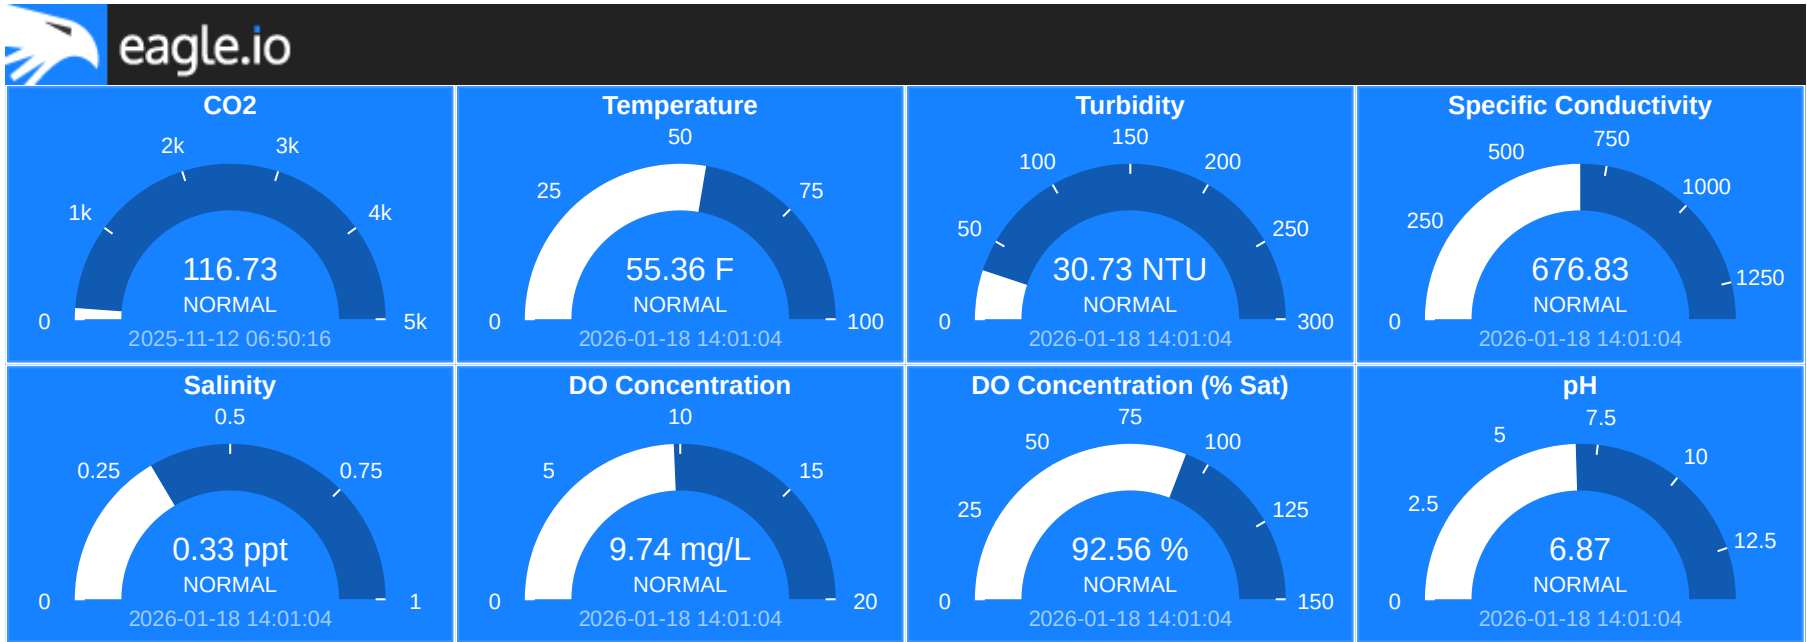 eagle.io
CO2
0
1k
2k
3k
4k
5k
116.73
NORMAL
2025-11-12 06:50:16
Temperature
0
25
50
75
100
55.36 F
NORMAL
2026-01-18 14:01:04
Turbidity
0
50
100
150
200
250
300
30.73 NTU
NORMAL
2026-01-18 14:01:04
Specific Conductivity
0
250
500
750
1000
1250
676.83
NORMAL
2026-01-18 14:01:04
Salinity
0
0.25
0.5
0.75
1
0.33 ppt
NORMAL
2026-01-18 14:01:04
DO Concentration
0
5
10
15
20
9.74 mg/L
NORMAL
2026-01-18 14:01:04
DO Concentration (% Sat)
0
25
50
75
100
125
150
92.56 %
NORMAL
2026-01-18 14:01:04
pH
0
2.5
5
7.5
10
12.5
6.87
NORMAL
2026-01-18 14:01:04